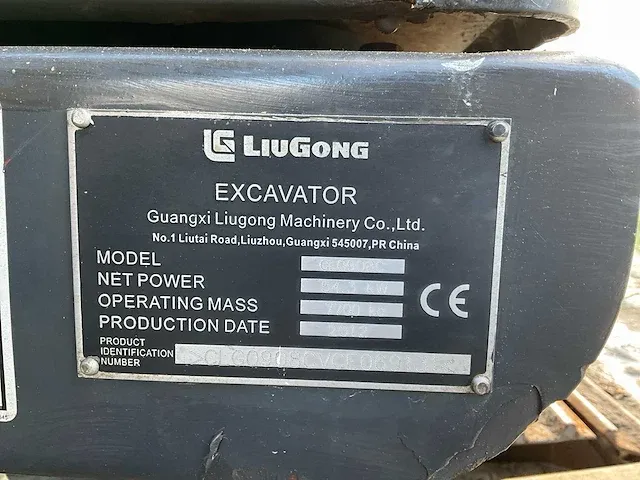 LG LIUGONG
EXCAVATOR
Guangxi Liugong Machinery Co.,Ltd.
No.1 Liutai Road,Liuzhou,Guangxi 545007,PR China
MODEL
NET POWER
OPERATING MASS
PRODUCTION DATE
PRODUCT
IDENTIFICATION
NUMBER
CE